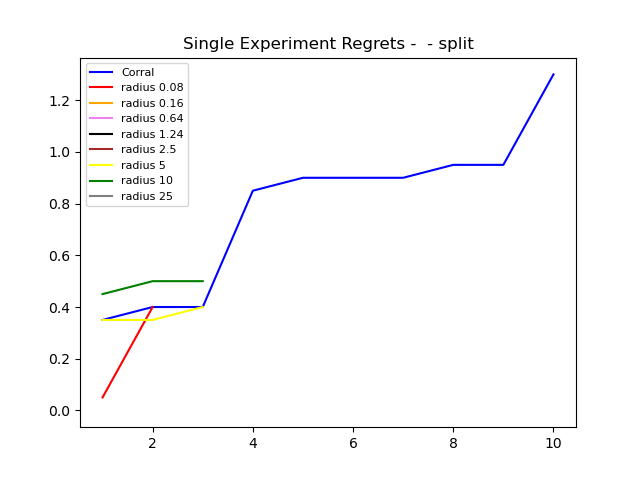 Single Experiment Regrets -  - split
Corral
radius 0.08
radius 0.16
radius 0.64
radius 1.24
radius 2.5
radius 5
radius 10
radius 25
1.2
1.0
0.8
0.6
0.4
0.2
0.0
2 4 6 8 10